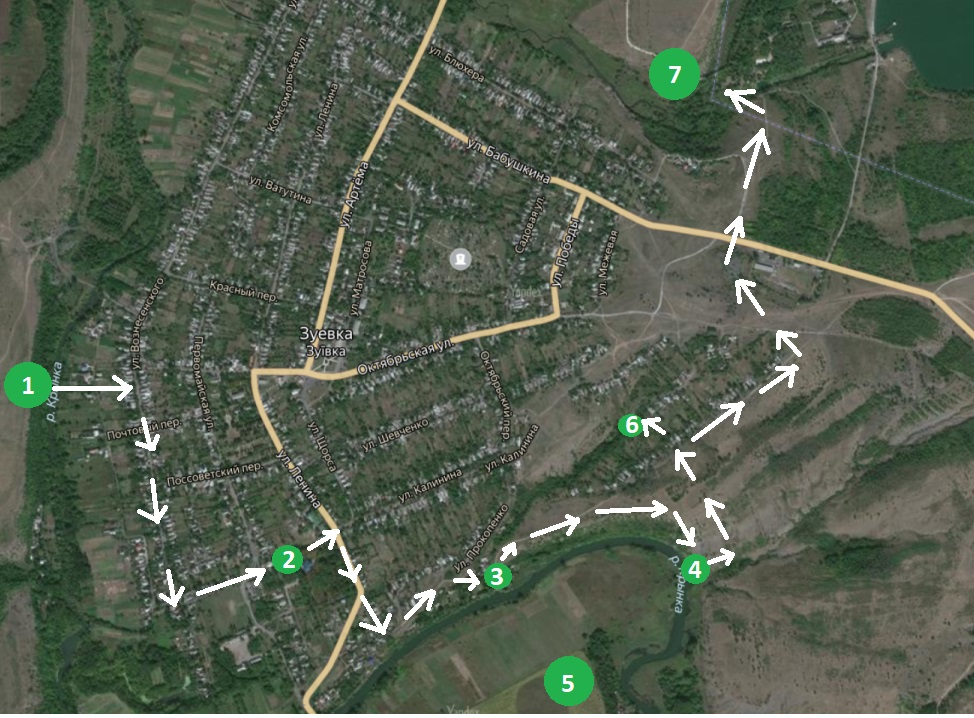 ул. Блюхера
Комсомольская ул.
ул. Ленина
7
ул. Бабушкина
ул. Артема
ул. Ватутина
Садовая ул.
ул. Победы
ул. Межевая
ул. Матросова
Красный пер.
ул. Вознесенского
Зуевка
Зуївка
Октябрьская ул.
Первомайская ул.
1
р. Крынка
Октябрьский пер.
Почтовый пер.
ул. Щорса
ул. Шевченко
6
ул. Калинина
Поссоветский пер.
ул. Ленина
ул. Калинина
ул. Прокопенко
2
3
4
р. Крынка
5
Yandex